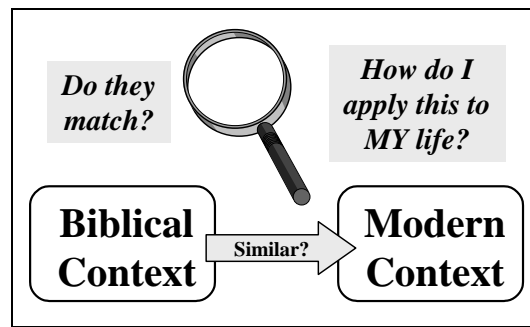 Do they
match?
How do I
apply this to
MY life?
Biblical
Context
Similar?
Modern
Context